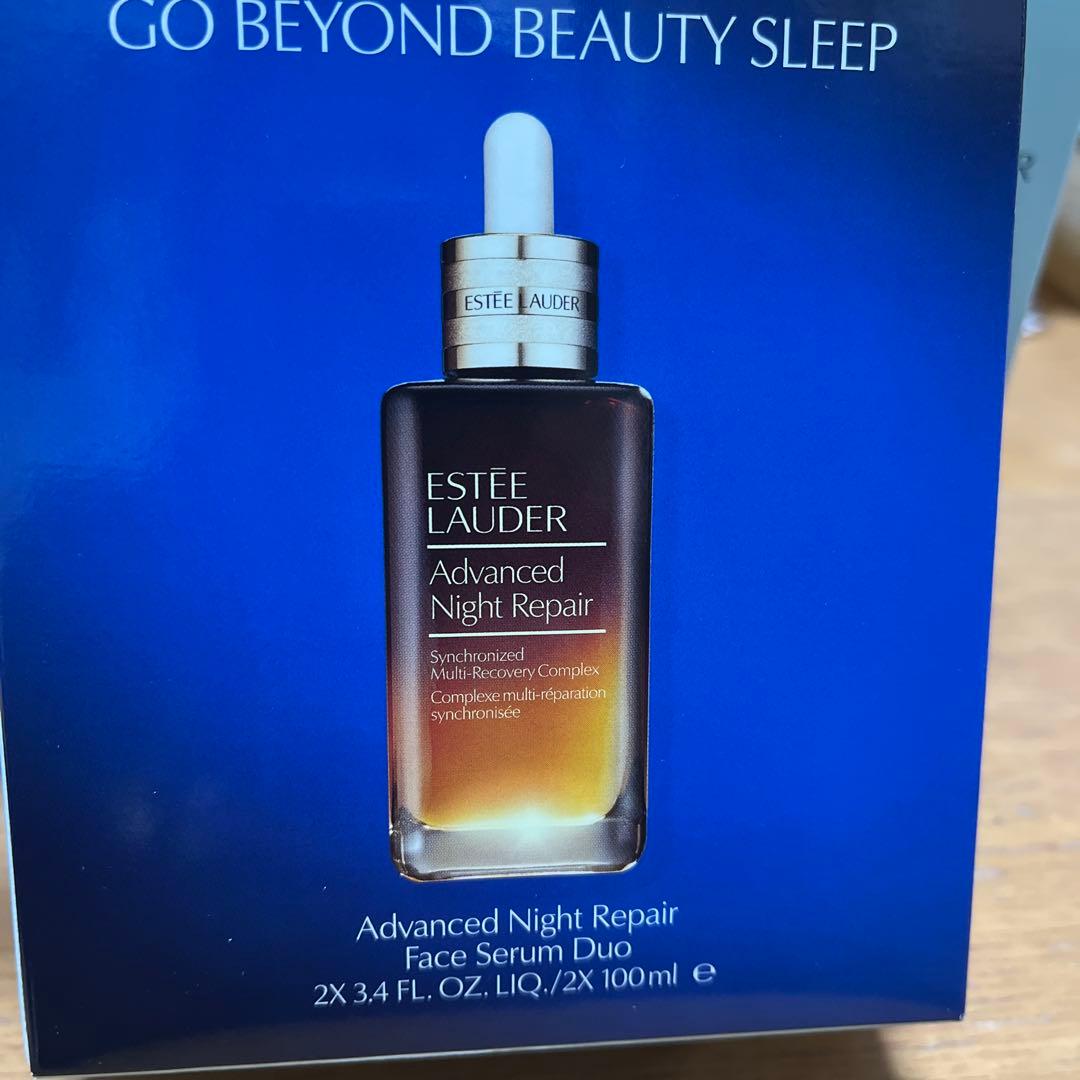 GO BEYOND BEAUTY SLEEP
ESTĒE LAUDER
ESTĒE
LAUDER
Advanced
Night Repair
Synchronized
Multi-Recovery Complex
Complexe multi-réparation
synchronisée
Advanced Night Repair
Face Serum Duo
2X 3.4 FL. OZ. LIQ./2X 100ml ℮
R